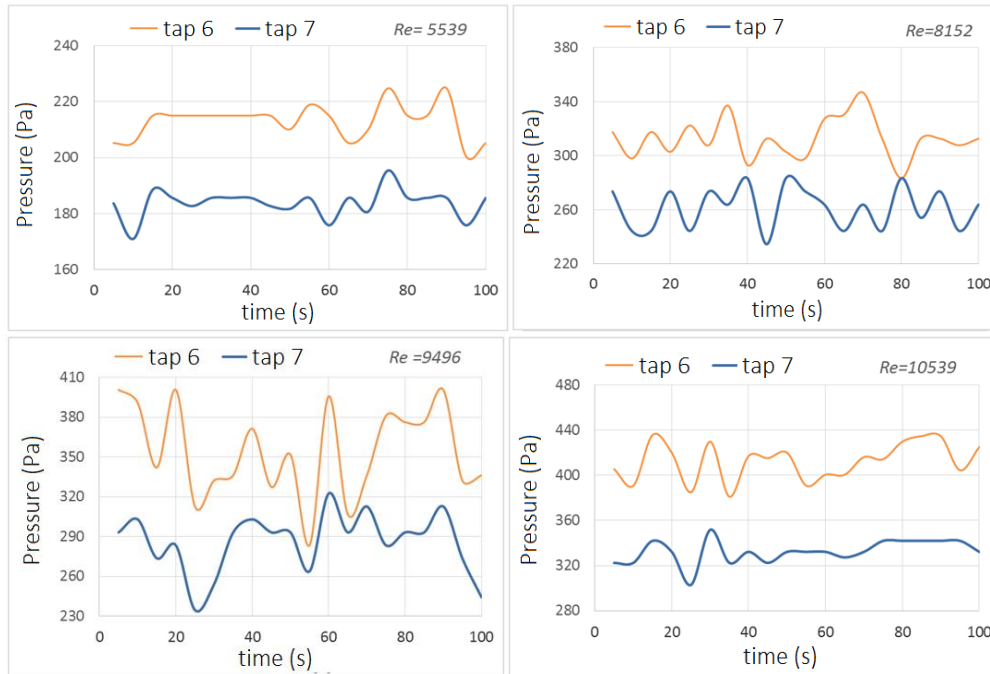 tap 6 tap 7 Re= 5539
Pressure (Pa)
240
220
200
180
160
0 20 40 60 80 100
time (s)
tap 6 tap 7 Re=8152
Pressure (Pa)
380
340
300
260
220
0 20 40 60 80 100
time (s)
tap 6 tap 7 Re =9496
Pressure (Pa)
410
380
350
320
290
260
230
0 20 40 60 80 100
time (s)
tap 6 tap 7 Re=10539
Pressure (Pa)
480
440
400
360
320
280
0 20 40 60 80 100
time (s)